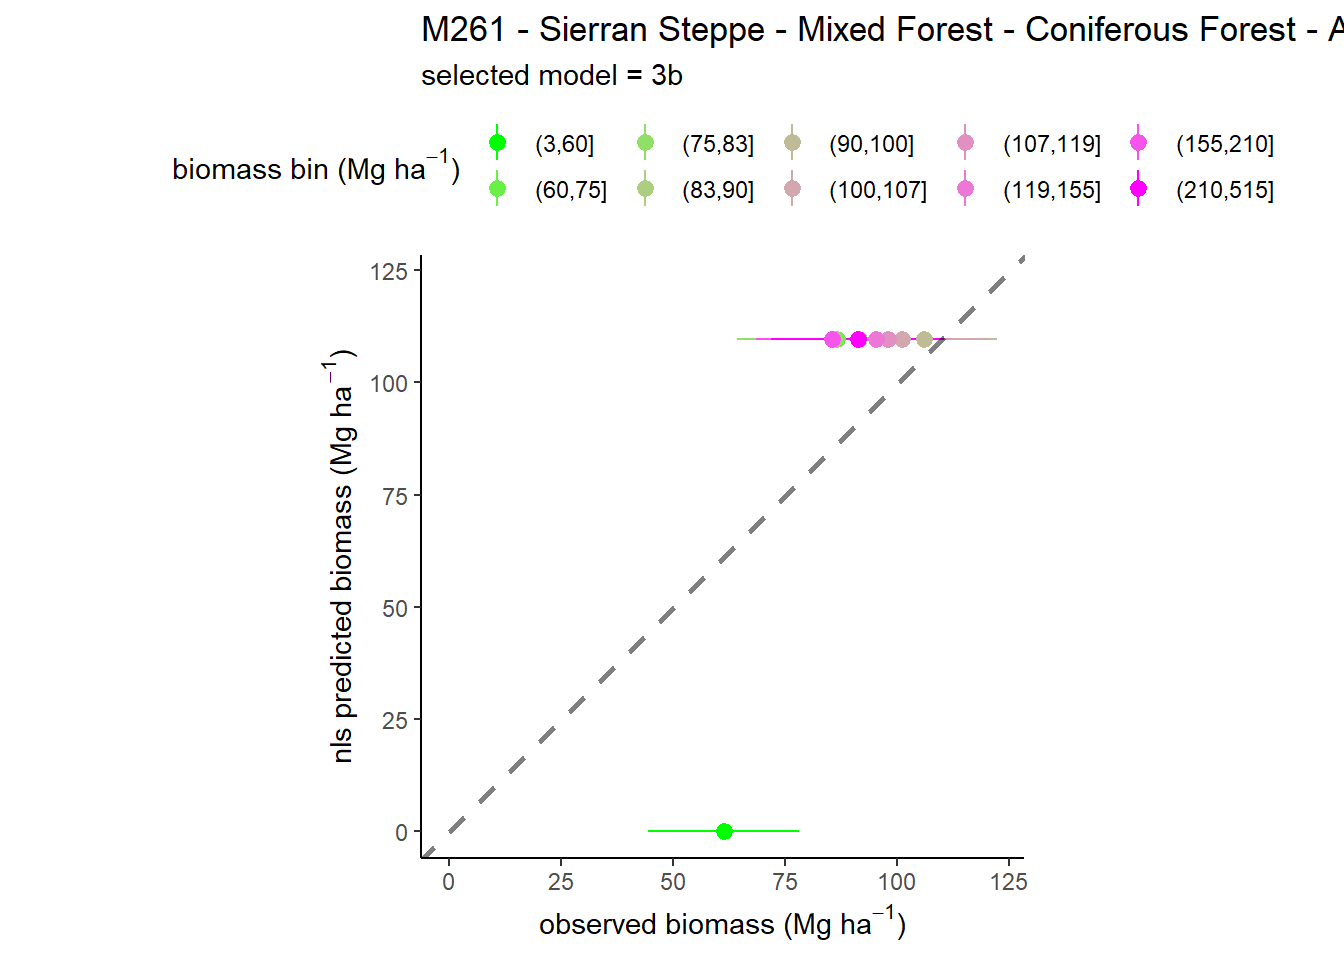 M261 - Sierran Steppe - Mixed Forest - Coniferous Forest - A
selected model = 3b
biomass bin (Mg ha⁻¹)
(3,60] (75,83] (90,100] (107,119] (155,210]
(60,75] (83,90] (100,107] (119,155] (210,515]
nls predicted biomass (Mg ha⁻¹)
125
100
75
50
25
0
0 25 50 75 100 125
observed biomass (Mg ha⁻¹)